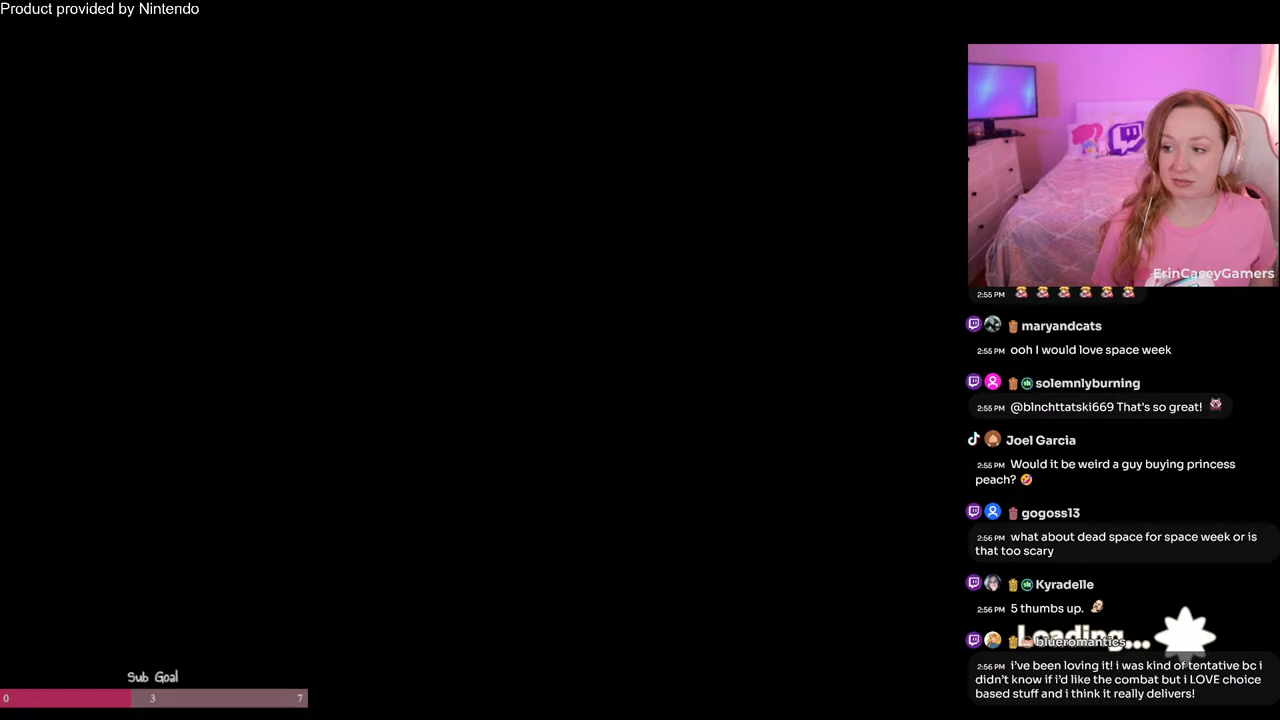 Product provided by Nintendo
ErinCaseyGamers
2:55 PM
maryandcats
2:55 PM ooh I would love space week
solemnlyburning
2:55 PM @blnchttatski669 That's so great!
Joel Garcia
2:55 PM Would it be weird a guy buying princess
peach? 🤣
gogoss13
2:56 PM what about dead space for space week or is
that too scary
Kyradelle
2:56 PM 5 thumbs up.
Loading...
blueromantics
2:56 PM i've been loving it! i was kind of tentative bc i
didn't know if i'd like the combat but i LOVE choice
based stuff and i think it really delivers!
Sub Goal
0 3 7